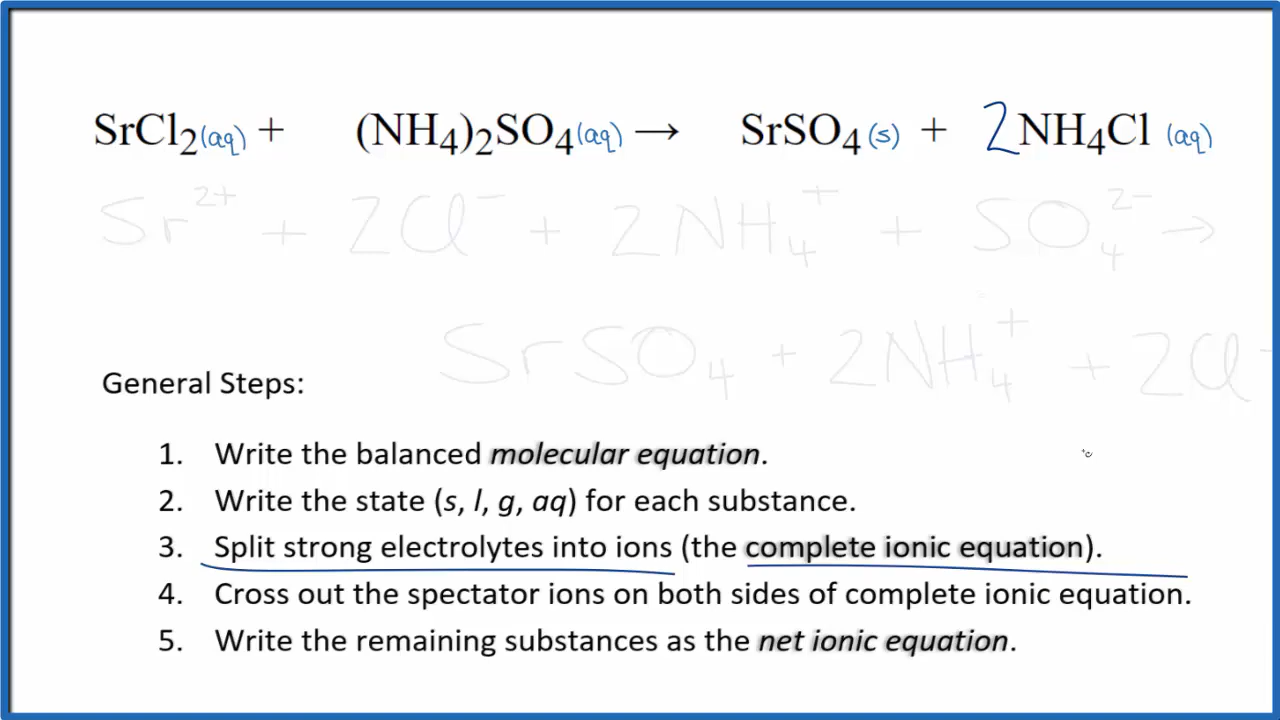 SrCl₂(aq) + (NH₄)₂SO₄(aq) → SrSO₄(s) + 2NH₄Cl (aq)
Sr²⁺ + 2Cl⁻ + 2NH₄⁺ + SO₄²⁻ →
SrSO₄ + 2NH₄⁺ + 2Cl⁻
General Steps:
1. Write the balanced molecular equation.
2. Write the state (s, l, g, aq) for each substance.
3. Split strong electrolytes into ions (the complete ionic equation).
4. Cross out the spectator ions on both sides of complete ionic equation.
5. Write the remaining substances as the net ionic equation.